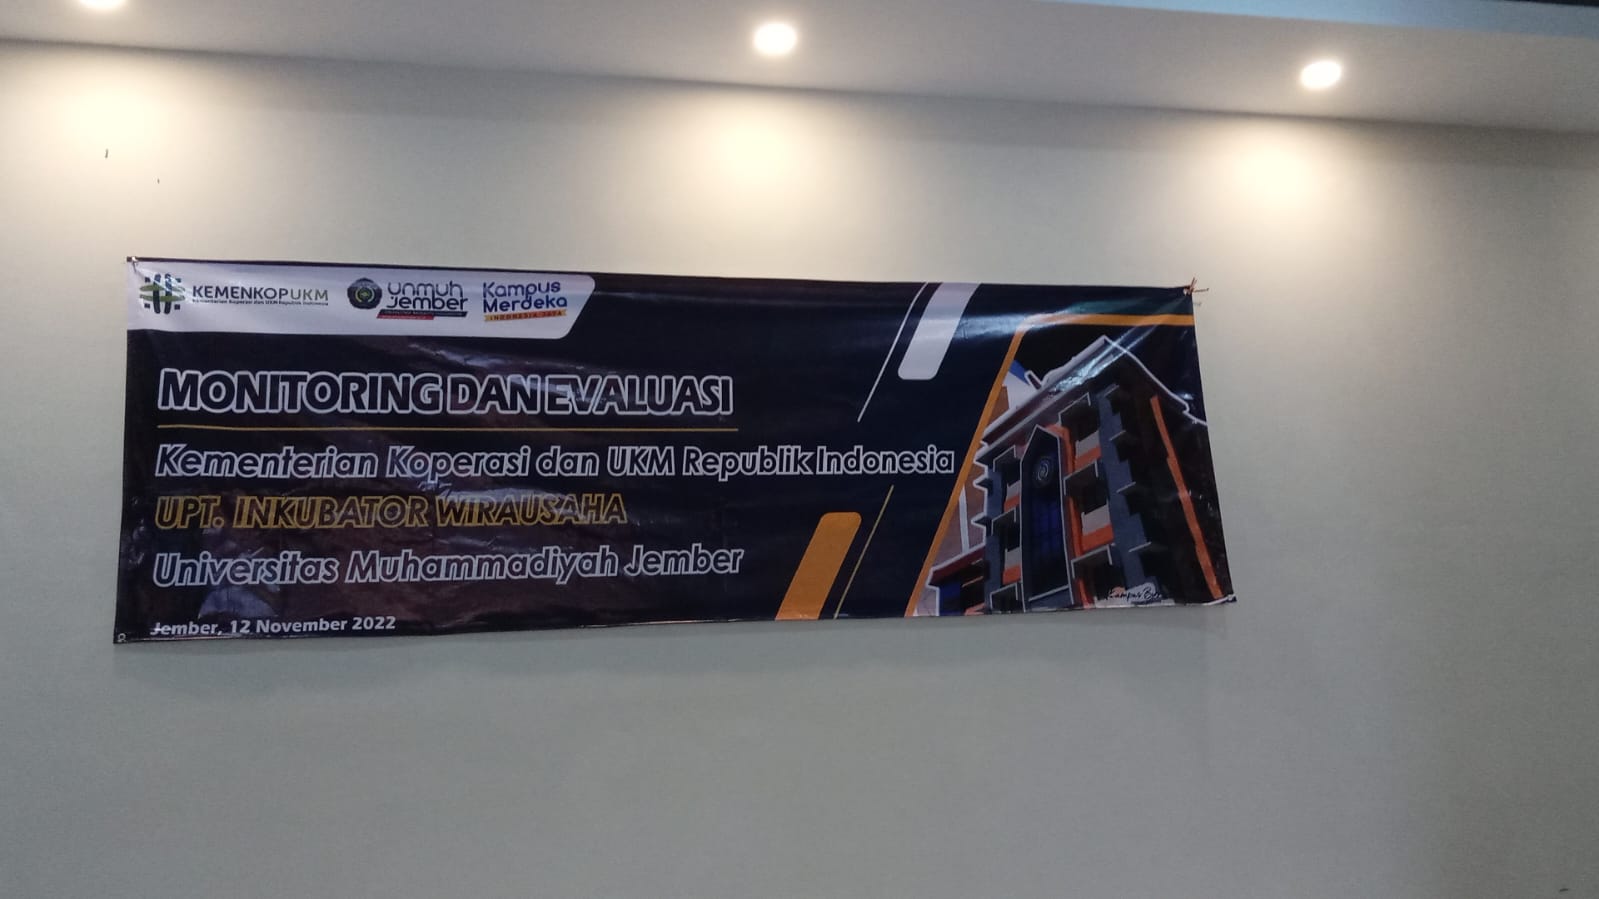 KEMENKOPUKM
Kementerian Koperasi dan UKM Republik Indonesia
unmuh
Jember
Kampus
Merdeka
INDONESIA JAYA
MONITORING DAN EVALUASI
Kementerian Koperasi dan UKM Republik Indonesia
UPT. INKUBATOR WIRAUSAHA
Universitas Muhammadiyah Jember
Jember, 12 November 2022
Kampus